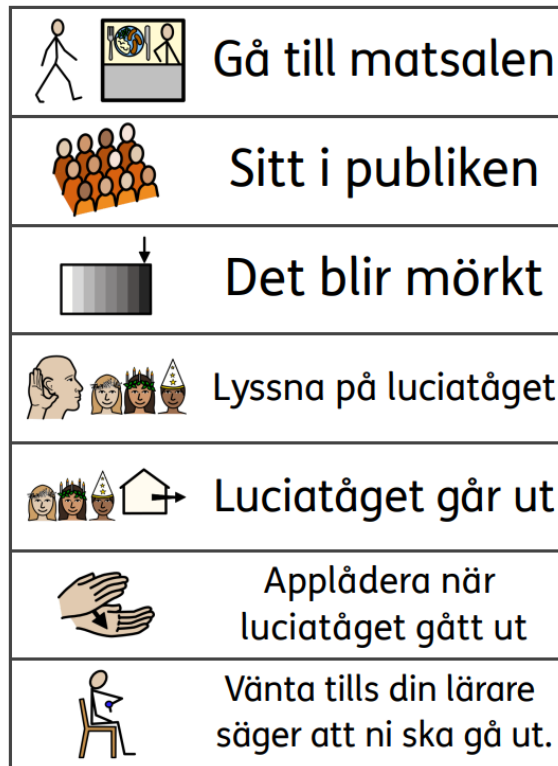 Gå till matsalen
Sitt i publiken
Det blir mörkt
Lyssna på luciatåget
Luciatåget går ut
Applådera när
luciatåget gått ut
Vänta tills din lärare
säger att ni ska gå ut.